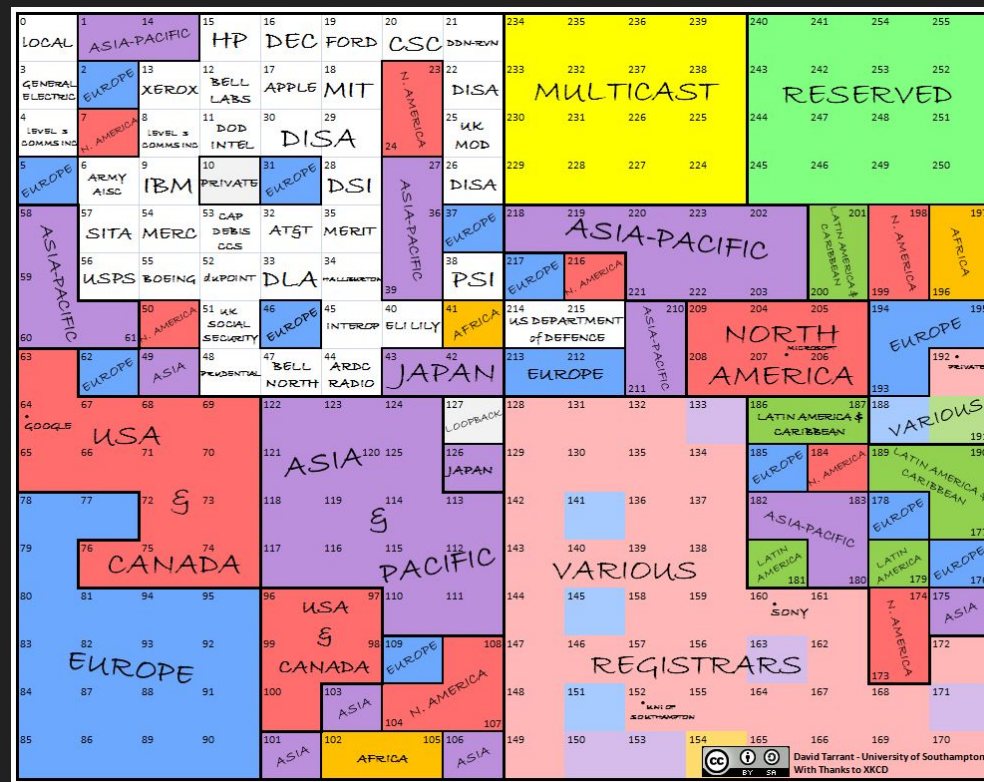 0 1 14 15 16 19 20 21 234 235 236 239 240 241 254 255
LOCAL ASIA-PACIFIC HP DEC FORD CSC DDN-RVN
3 2 13 12 17 18 23 22 233 232 237 238 243 242 253 252
GENERAL ELECTRIC EUROPE XEROX BELL LABS APPLE MIT N. AMERICA DISA MULTICAST RESERVED
4 7 8 11 30 29 24 25 230 231 226 225 244 247 248 251
LEVEL 3 COMMS INC N. AMERICA LEVEL 3 COMMS INC DOD INTEL DISA UK MOD
5 6 9 10 31 28 27 26 229 228 227 224 245 246 249 250
EUROPE ARMY AISC IBM PRIVATE EUROPE DSI ASIA-PACIFIC DISA
58 57 54 53 32 35 36 37 218 219 220 223 202 201 198 197
ASIA-PACIFIC SITA MERC CAP DEBIS CCS AT&T MERIT EUROPE ASIA-PACIFIC LATIN AMERICA & CARIBBEAN N. AMERICA AFRICA
59 56 55 52 33 34 39 38 217 216 221 222 203 200 199 196
USPS BOEING duPOINT DLA HALLIBURTON PSI EUROPE N. AMERICA
60 61 50 51 46 45 40 41 214 215 210 209 204 205 194 195
N. AMERICA UK SOCIAL SECURITY EUROPE INTEROP ELI LILY AFRICA US DEPARTMENT of DEFENCE ASIA-PACIFIC NORTH AMERICA EUROPE
63 62 49 48 47 44 43 42 213 212 211 208 207 206 193 192
EUROPE ASIA PRUDENTIAL BELL NORTH ARDC RADIO JAPAN EUROPE MICROSOFT PRIVATE
64 67 68 69 122 123 124 127 128 131 132 133 186 187 188 191
GOOGLE USA LOOPBACK LATIN AMERICA & CARIBBEAN VARIOUS
65 66 71 70 121 120 125 126 129 130 135 134 185 184 189 190
ASIA JAPAN EUROPE N. AMERICA LATIN AMERICA & CARIBBEAN
78 77 72 73 118 119 114 113 142 141 136 137 182 183 178 177
& & ASIA-PACIFIC EUROPE
79 76 75 74 117 116 115 112 143 140 139 138 181 180 179 176
CANADA PACIFIC VARIOUS LATIN AMERICA LATIN AMERICA EUROPE
80 81 94 95 96 97 110 111 144 145 158 159 160 161 174 175
USA SONY N. AMERICA ASIA
83 82 93 92 99 98 109 108 147 146 157 156 163 162 173 172
EUROPE & CANADA EUROPE N. AMERICA REGISTRARS
84 87 88 91 100 103 104 107 148 151 152 155 164 167 168 171
ASIA UNI OF SOUTHAMPTON
85 86 89 90 101 102 105 106 149 150 153 154 165 166 169 170
ASIA AFRICA ASIA
cc BY SA
David Tarrant - University of Southampton
With Thanks to XKCD